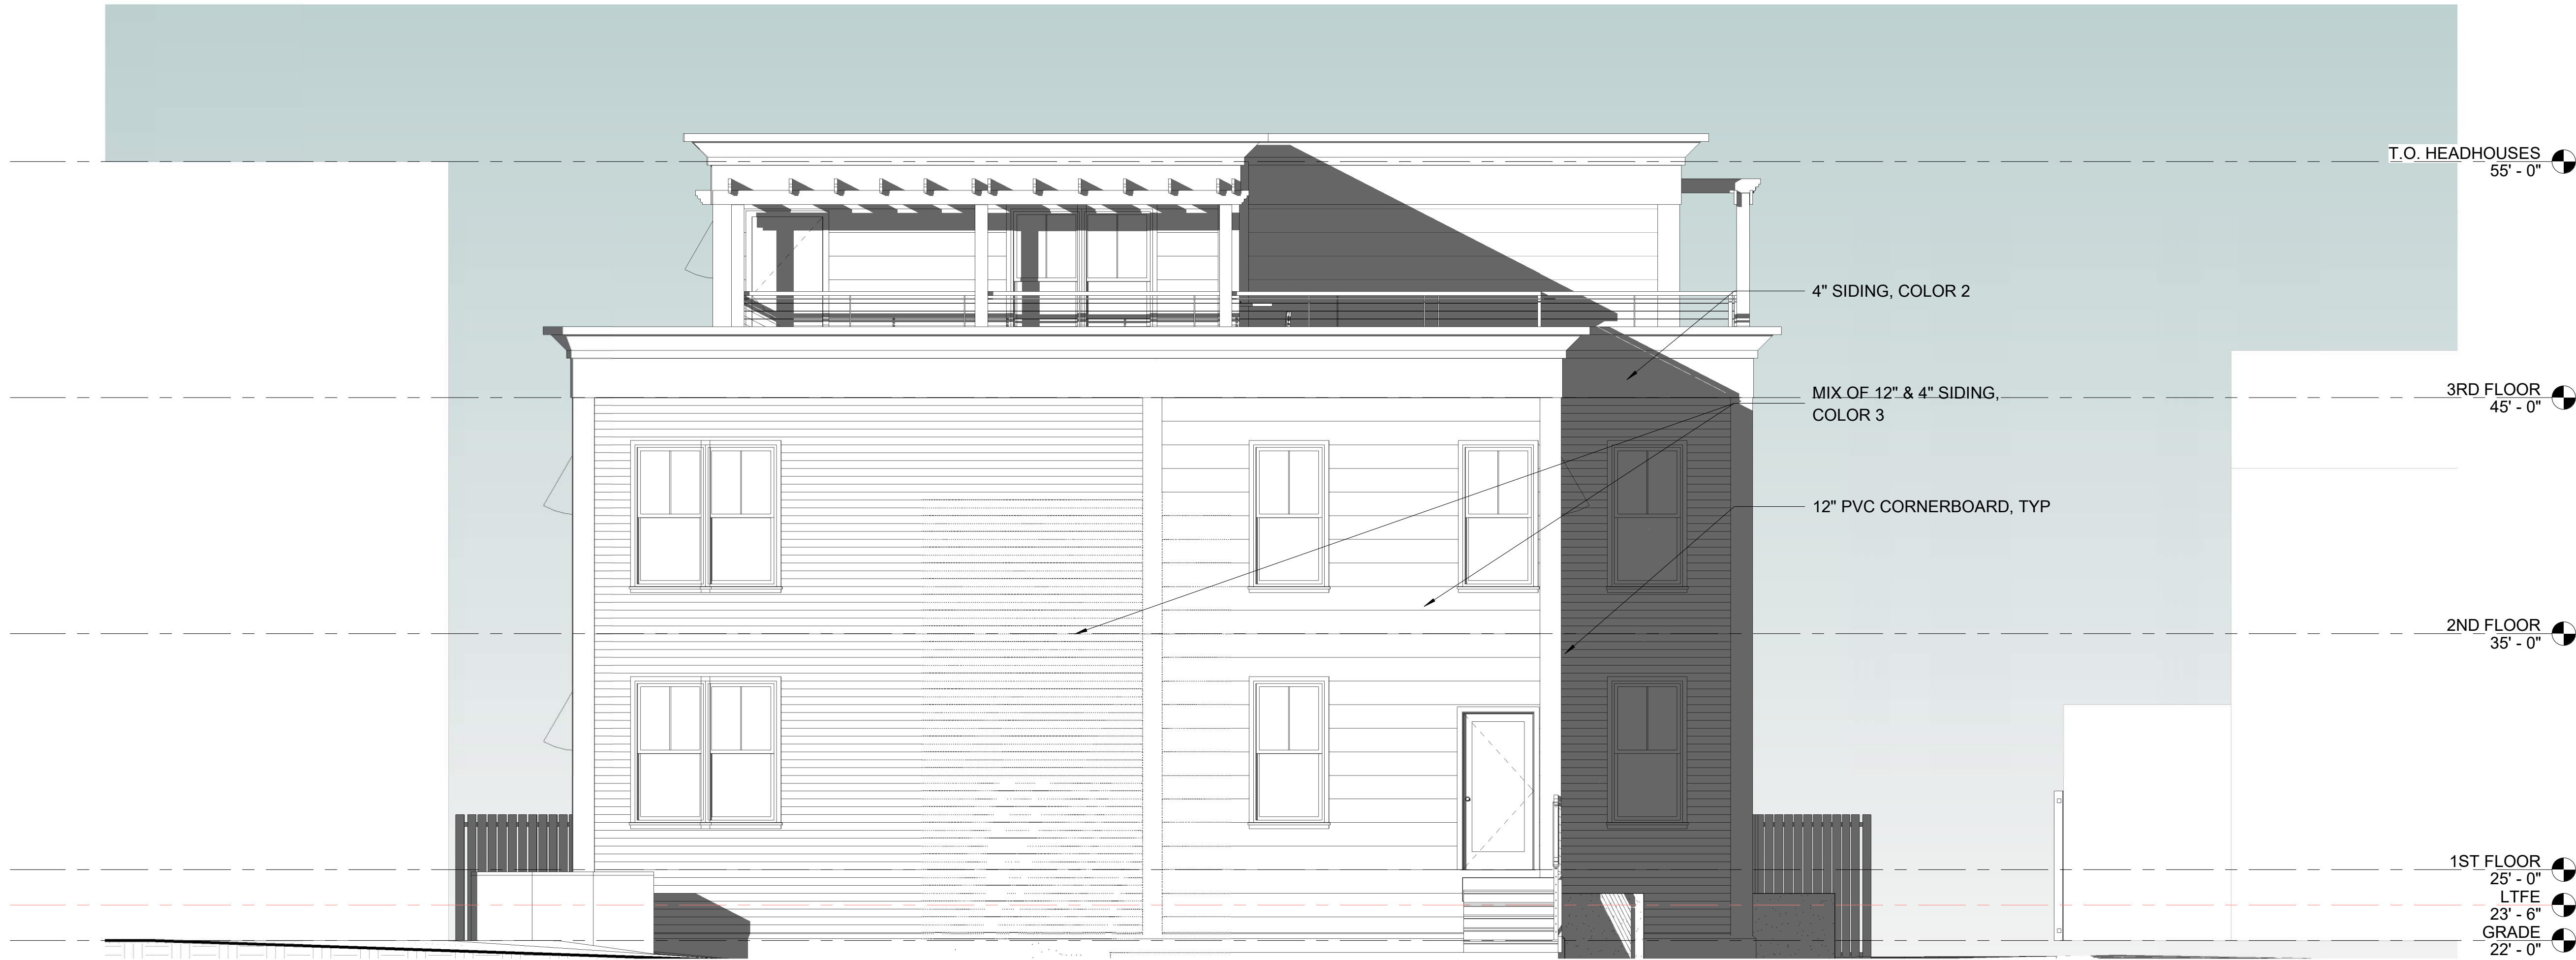 T.O. HEADHOUSES
55' - 0"
4" SIDING, COLOR 2
MIX OF 12" & 4" SIDING,
COLOR 3
3RD FLOOR
45' - 0"
12" PVC CORNERBOARD, TYP
2ND FLOOR
35' - 0"
1ST FLOOR
25' - 0"
LTFE
23' - 6"
GRADE
22' - 0"